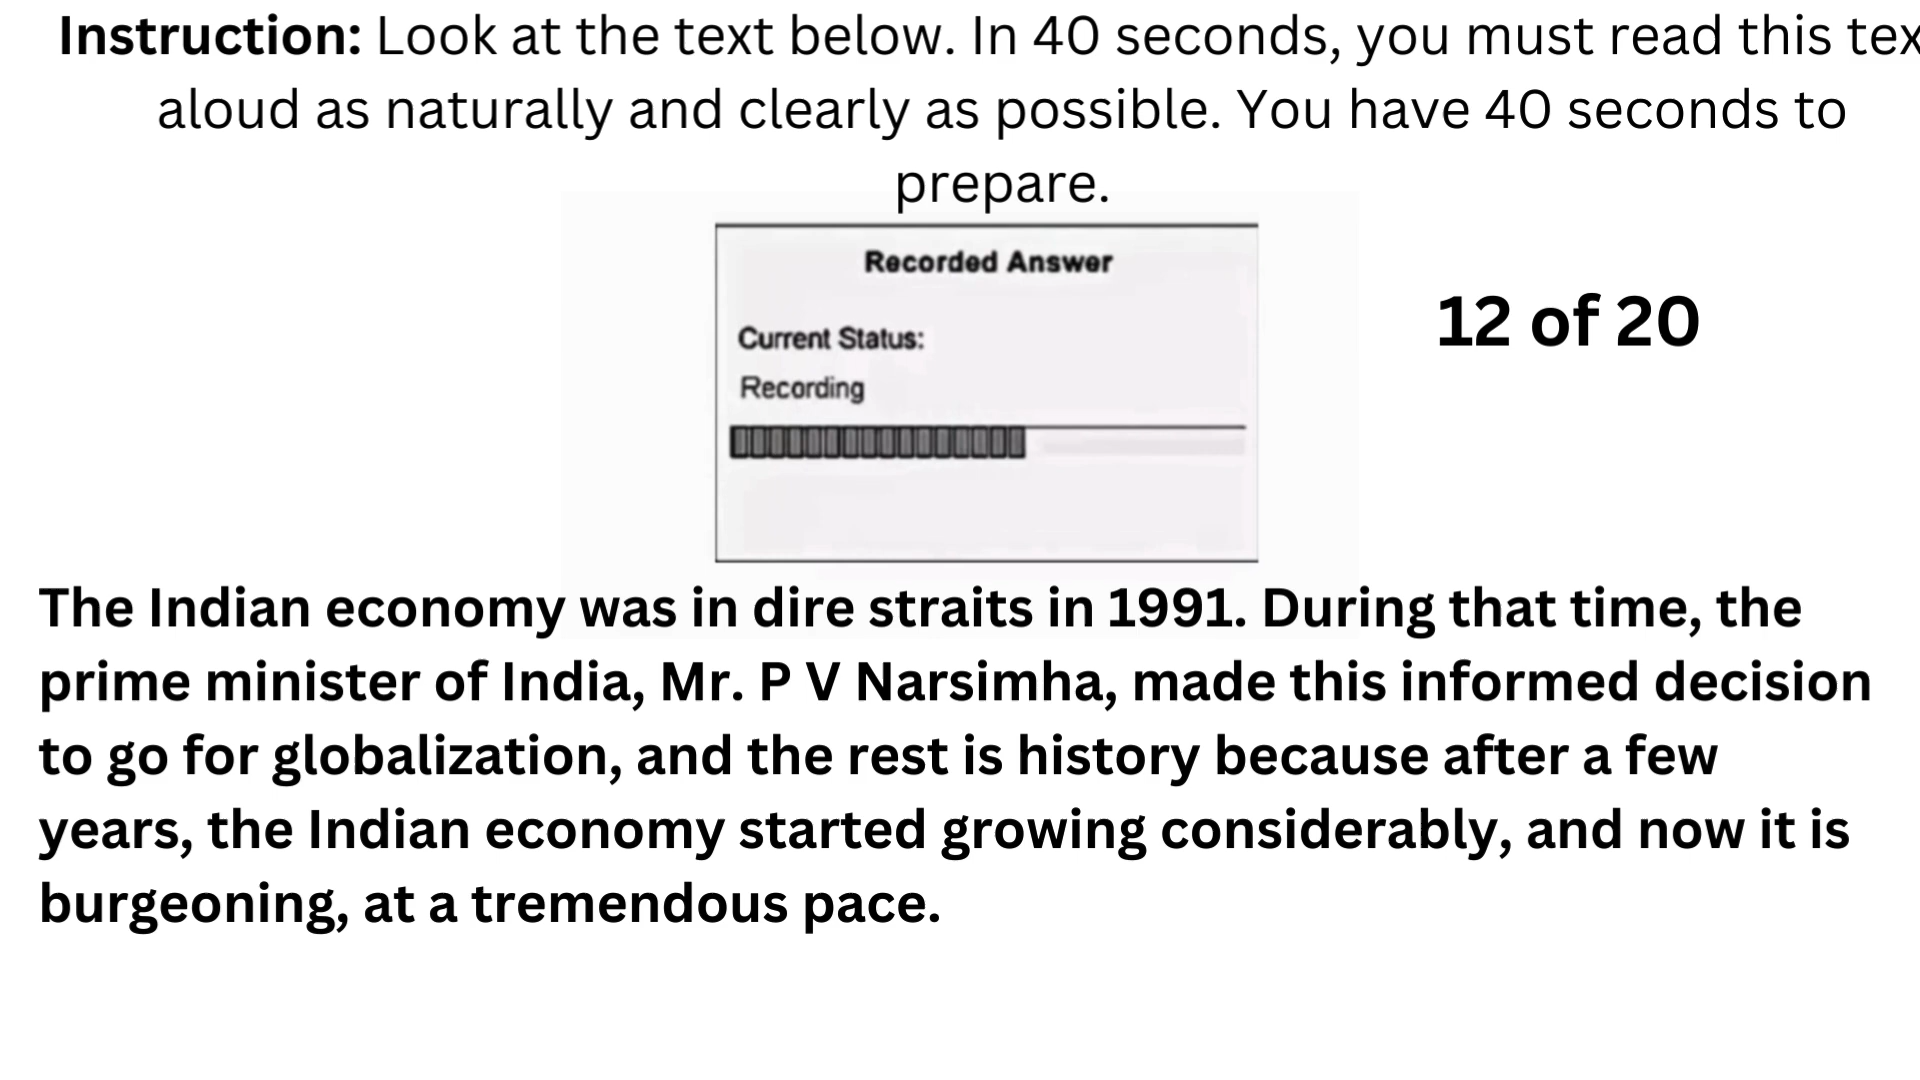 Instruction: Look at the text below. In 40 seconds, you must read this tex
aloud as naturally and clearly as possible. You have 40 seconds to
prepare.
Recorded Answer
Current Status:
Recording
12 of 20
The Indian economy was in dire straits in 1991. During that time, the
prime minister of India, Mr. P V Narsimha, made this informed decision
to go for globalization, and the rest is history because after a few
years, the Indian economy started growing considerably, and now it is
burgeoning, at a tremendous pace.